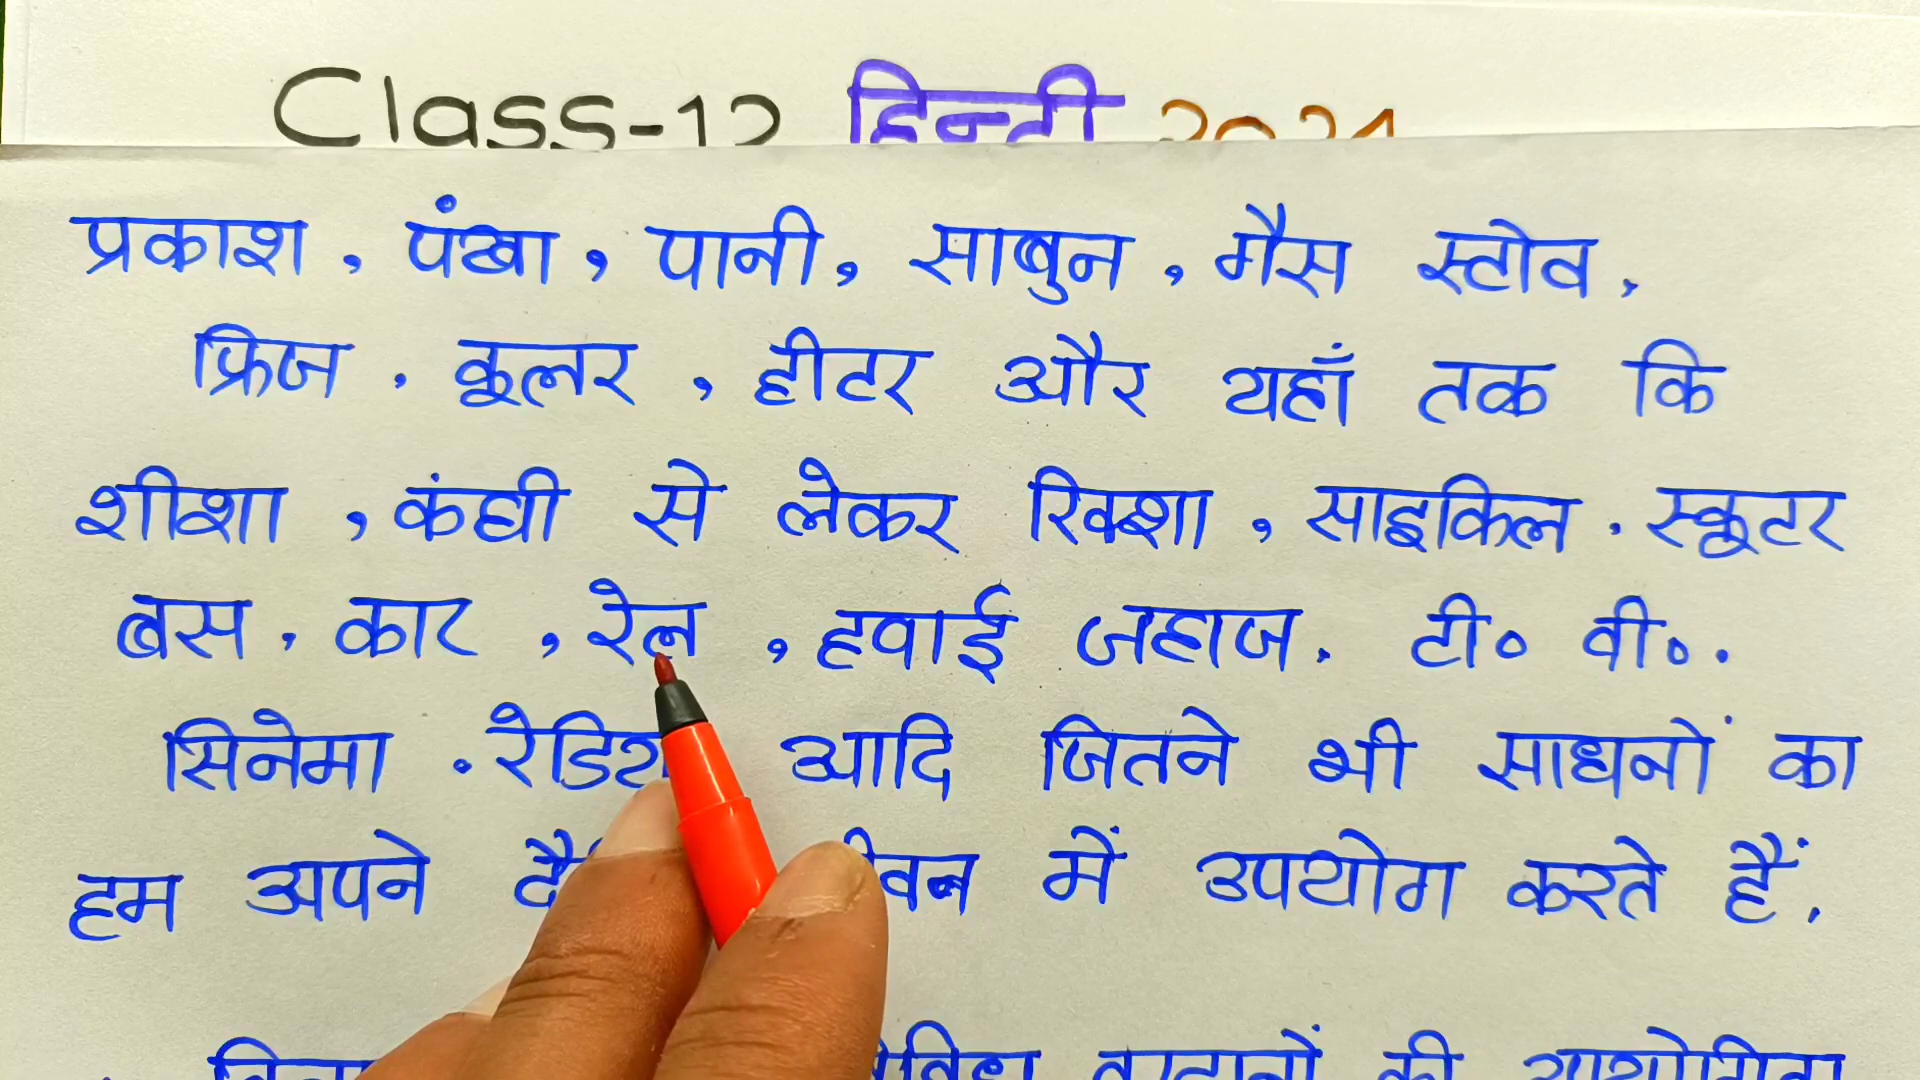 Class-12 हिन्दी 2024
प्रकाश, पंखा, पानी, साबुन, गैस स्टोव,
फ्रिज, कूलर, हीटर और यहाँ तक कि
शीशा, कंघी से लेकर रिक्शा, साइकिल, स्कूटर
बस, कार, रेल, हवाई जहाज, टी० वी०,
सिनेमा, आदि जितने भी साधनों का
हम अपने में उपयोग करते हैं,